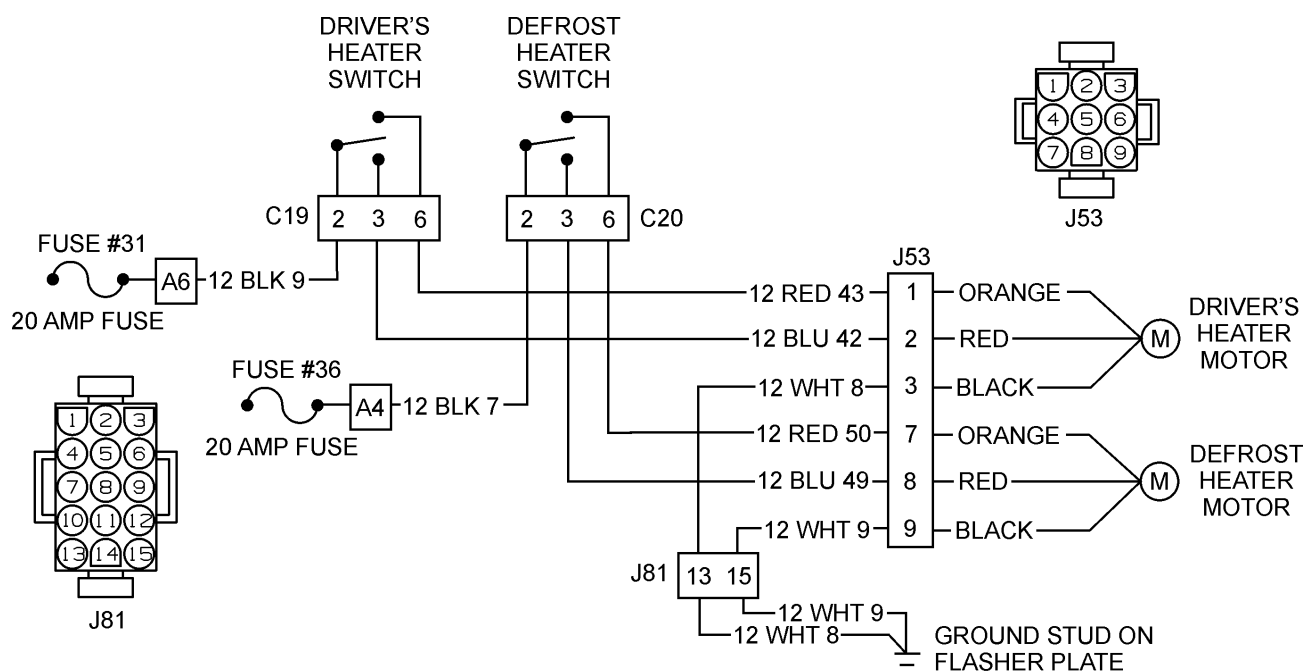 DRIVER'S
HEATER
SWITCH
DEFROST
HEATER
SWITCH
1 2 3
4 5 6
7 8 9
J53
C19
2 3 6
2 3 6
C20
FUSE #31
A6
12 BLK 9
20 AMP FUSE
J53
12 RED 43 1 ORANGE
12 BLU 42 2 RED
12 WHT 8 3 BLACK
DRIVER'S
HEATER
MOTOR
M
FUSE #36
A4
12 BLK 7
20 AMP FUSE
12 RED 50 7 ORANGE
12 BLU 49 8 RED
12 WHT 9 9 BLACK
DEFROST
HEATER
MOTOR
M
1 2 3
4 5 6
7 8 9
10 11 12
13 14 15
J81
J81
13 15
12 WHT 9
12 WHT 8
GROUND STUD ON
FLASHER PLATE